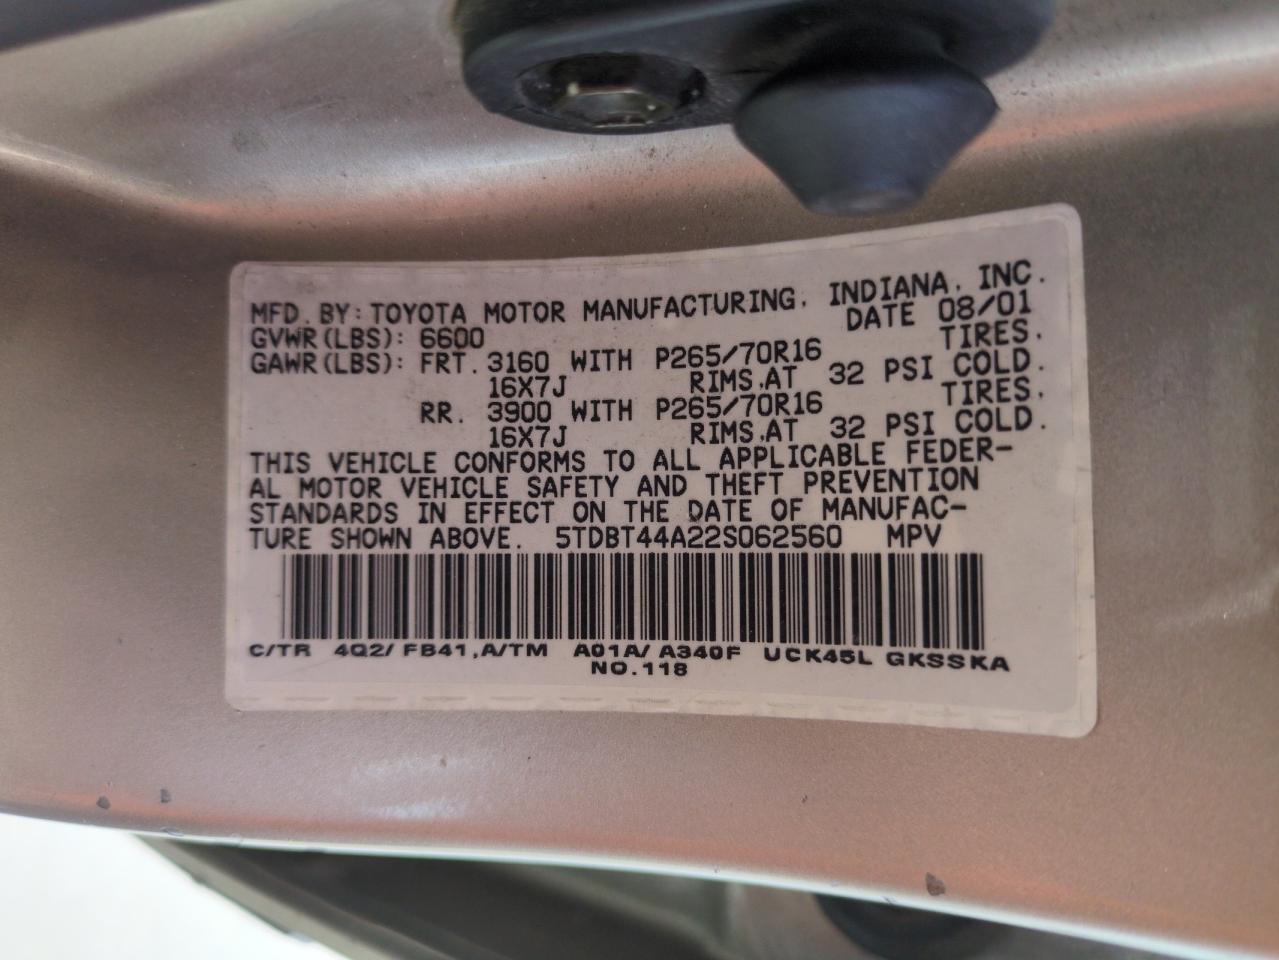 MFD. BY: TOYOTA MOTOR MANUFACTURING, INDIANA, INC.
GVWR(LBS): 6600 DATE 08/01
GAWR(LBS): FRT. 3160 WITH P265/70R16 TIRES,
16X7J RIMS,AT 32 PSI COLD.
RR. 3900 WITH P265/70R16 TIRES,
16X7J RIMS,AT 32 PSI COLD.
THIS VEHICLE CONFORMS TO ALL APPLICABLE FEDER-
AL MOTOR VEHICLE SAFETY AND THEFT PREVENTION
STANDARDS IN EFFECT ON THE DATE OF MANUFAC-
TURE SHOWN ABOVE. 5TDBT44A22S062560 MPV
C/TR 4Q2/ FB41,A/TM A01A/ A340F UCK45L GKSSKA
NO.118